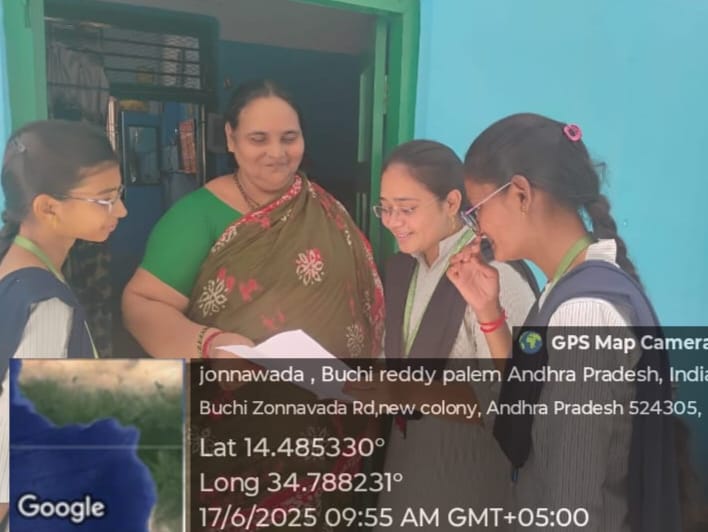 GPS Map Camera
jonnawada , Buchi reddy palem Andhra Pradesh, India
Buchi Zonnavada Rd,new colony, Andhra Pradesh 524305,
Lat 14.485330°
Long 34.788231°
17/6/2025 09:55 AM GMT+05:00
Google